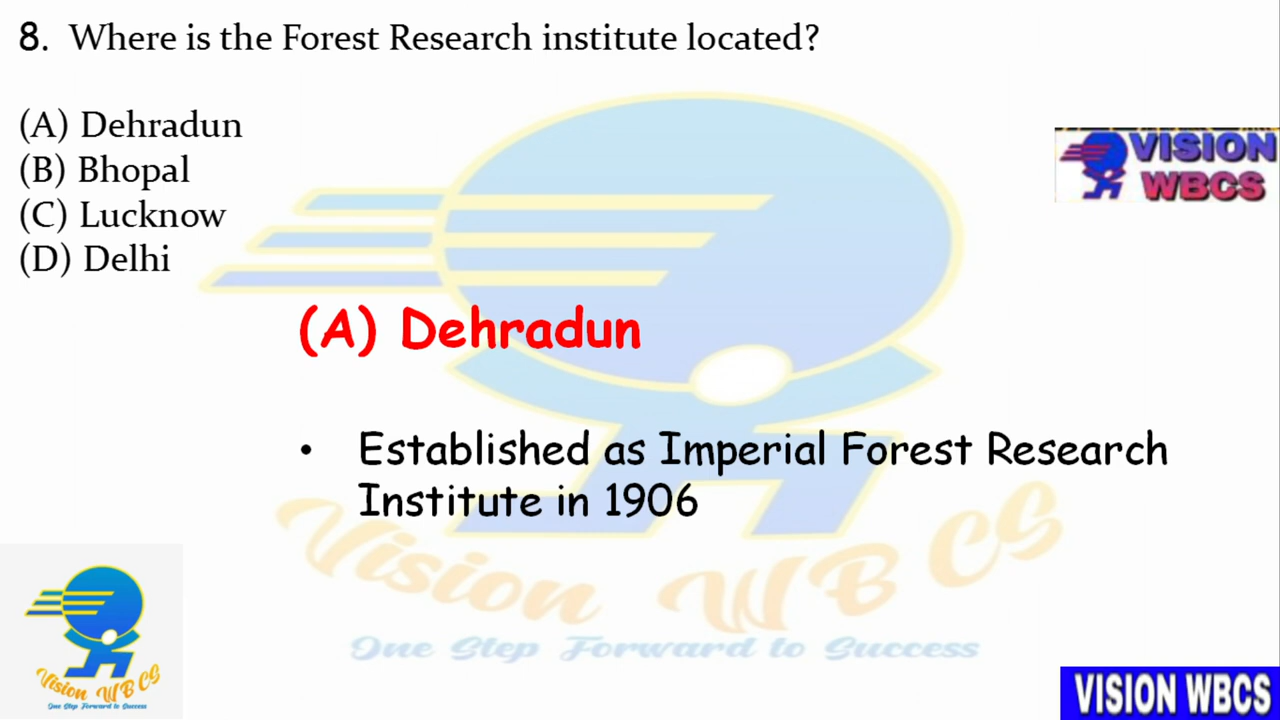 8. Where is the Forest Research institute located?
(A) Dehradun
(B) Bhopal
(C) Lucknow
(D) Delhi
VISION
WBCS
(A) Dehradun
• Established as Imperial Forest Research
Institute in 1906
Vision WBCS
One Step Forward to Success
Vision WBCS
One Step Forward to Success
VISION WBCS